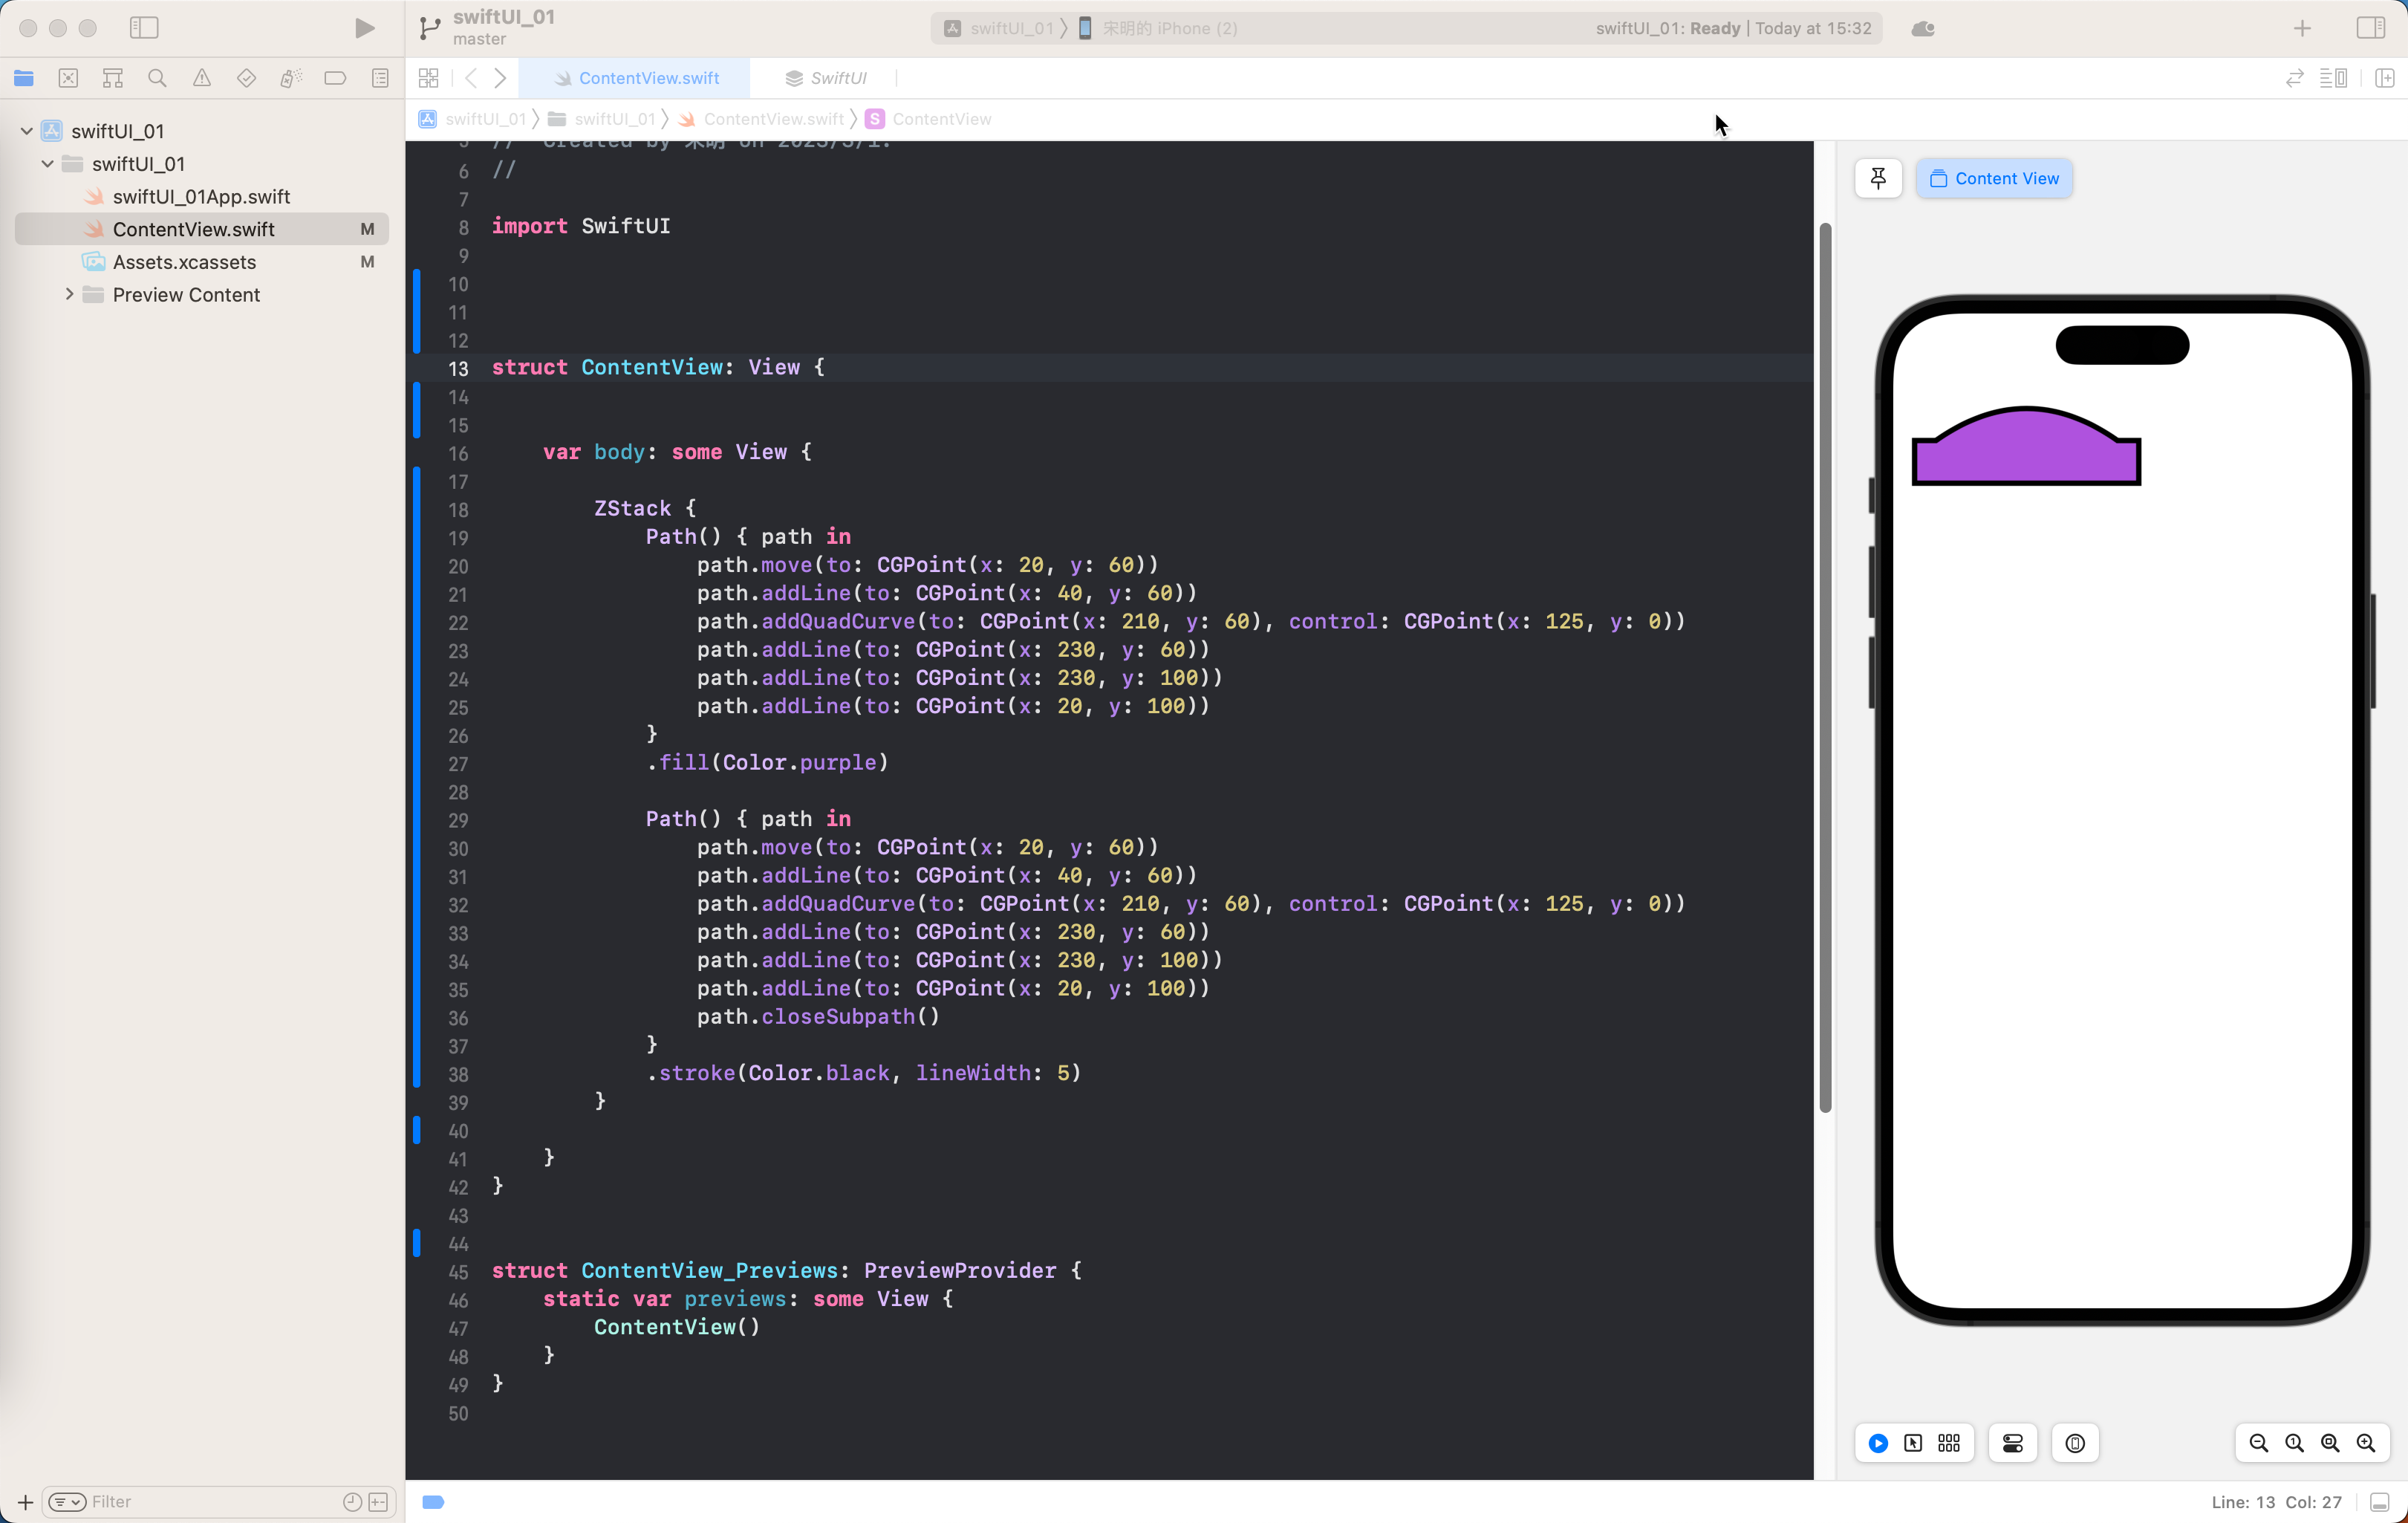 swiftUI_01
master
swiftUI_01 宋明的 iPhone (2)
swiftUI_01: Ready | Today at 15:32
ContentView.swift
SwiftUI
swiftUI_01 swiftUI_01 ContentView.swift S ContentView
swiftUI_01
swiftUI_01
swiftUI_01App.swift
ContentView.swift M
Assets.xcassets M
Preview Content
Filter
5 //  Created by 宋明 on 2023/3/1.
6 //
7
8 import SwiftUI
9
10
11
12
13 struct ContentView: View {
14
15
16     var body: some View {
17
18         ZStack {
19             Path() { path in
20                 path.move(to: CGPoint(x: 20, y: 60))
21                 path.addLine(to: CGPoint(x: 40, y: 60))
22                 path.addQuadCurve(to: CGPoint(x: 210, y: 60), control: CGPoint(x: 125, y: 0))
23                 path.addLine(to: CGPoint(x: 230, y: 60))
24                 path.addLine(to: CGPoint(x: 230, y: 100))
25                 path.addLine(to: CGPoint(x: 20, y: 100))
26             }
27             .fill(Color.purple)
28
29             Path() { path in
30                 path.move(to: CGPoint(x: 20, y: 60))
31                 path.addLine(to: CGPoint(x: 40, y: 60))
32                 path.addQuadCurve(to: CGPoint(x: 210, y: 60), control: CGPoint(x: 125, y: 0))
33                 path.addLine(to: CGPoint(x: 230, y: 60))
34                 path.addLine(to: CGPoint(x: 230, y: 100))
35                 path.addLine(to: CGPoint(x: 20, y: 100))
36                 path.closeSubpath()
37             }
38             .stroke(Color.black, lineWidth: 5)
39         }
40
41     }
42 }
43
44
45 struct ContentView_Previews: PreviewProvider {
46     static var previews: some View {
47         ContentView()
48     }
49 }
50
Content View
Line: 13 Col: 27